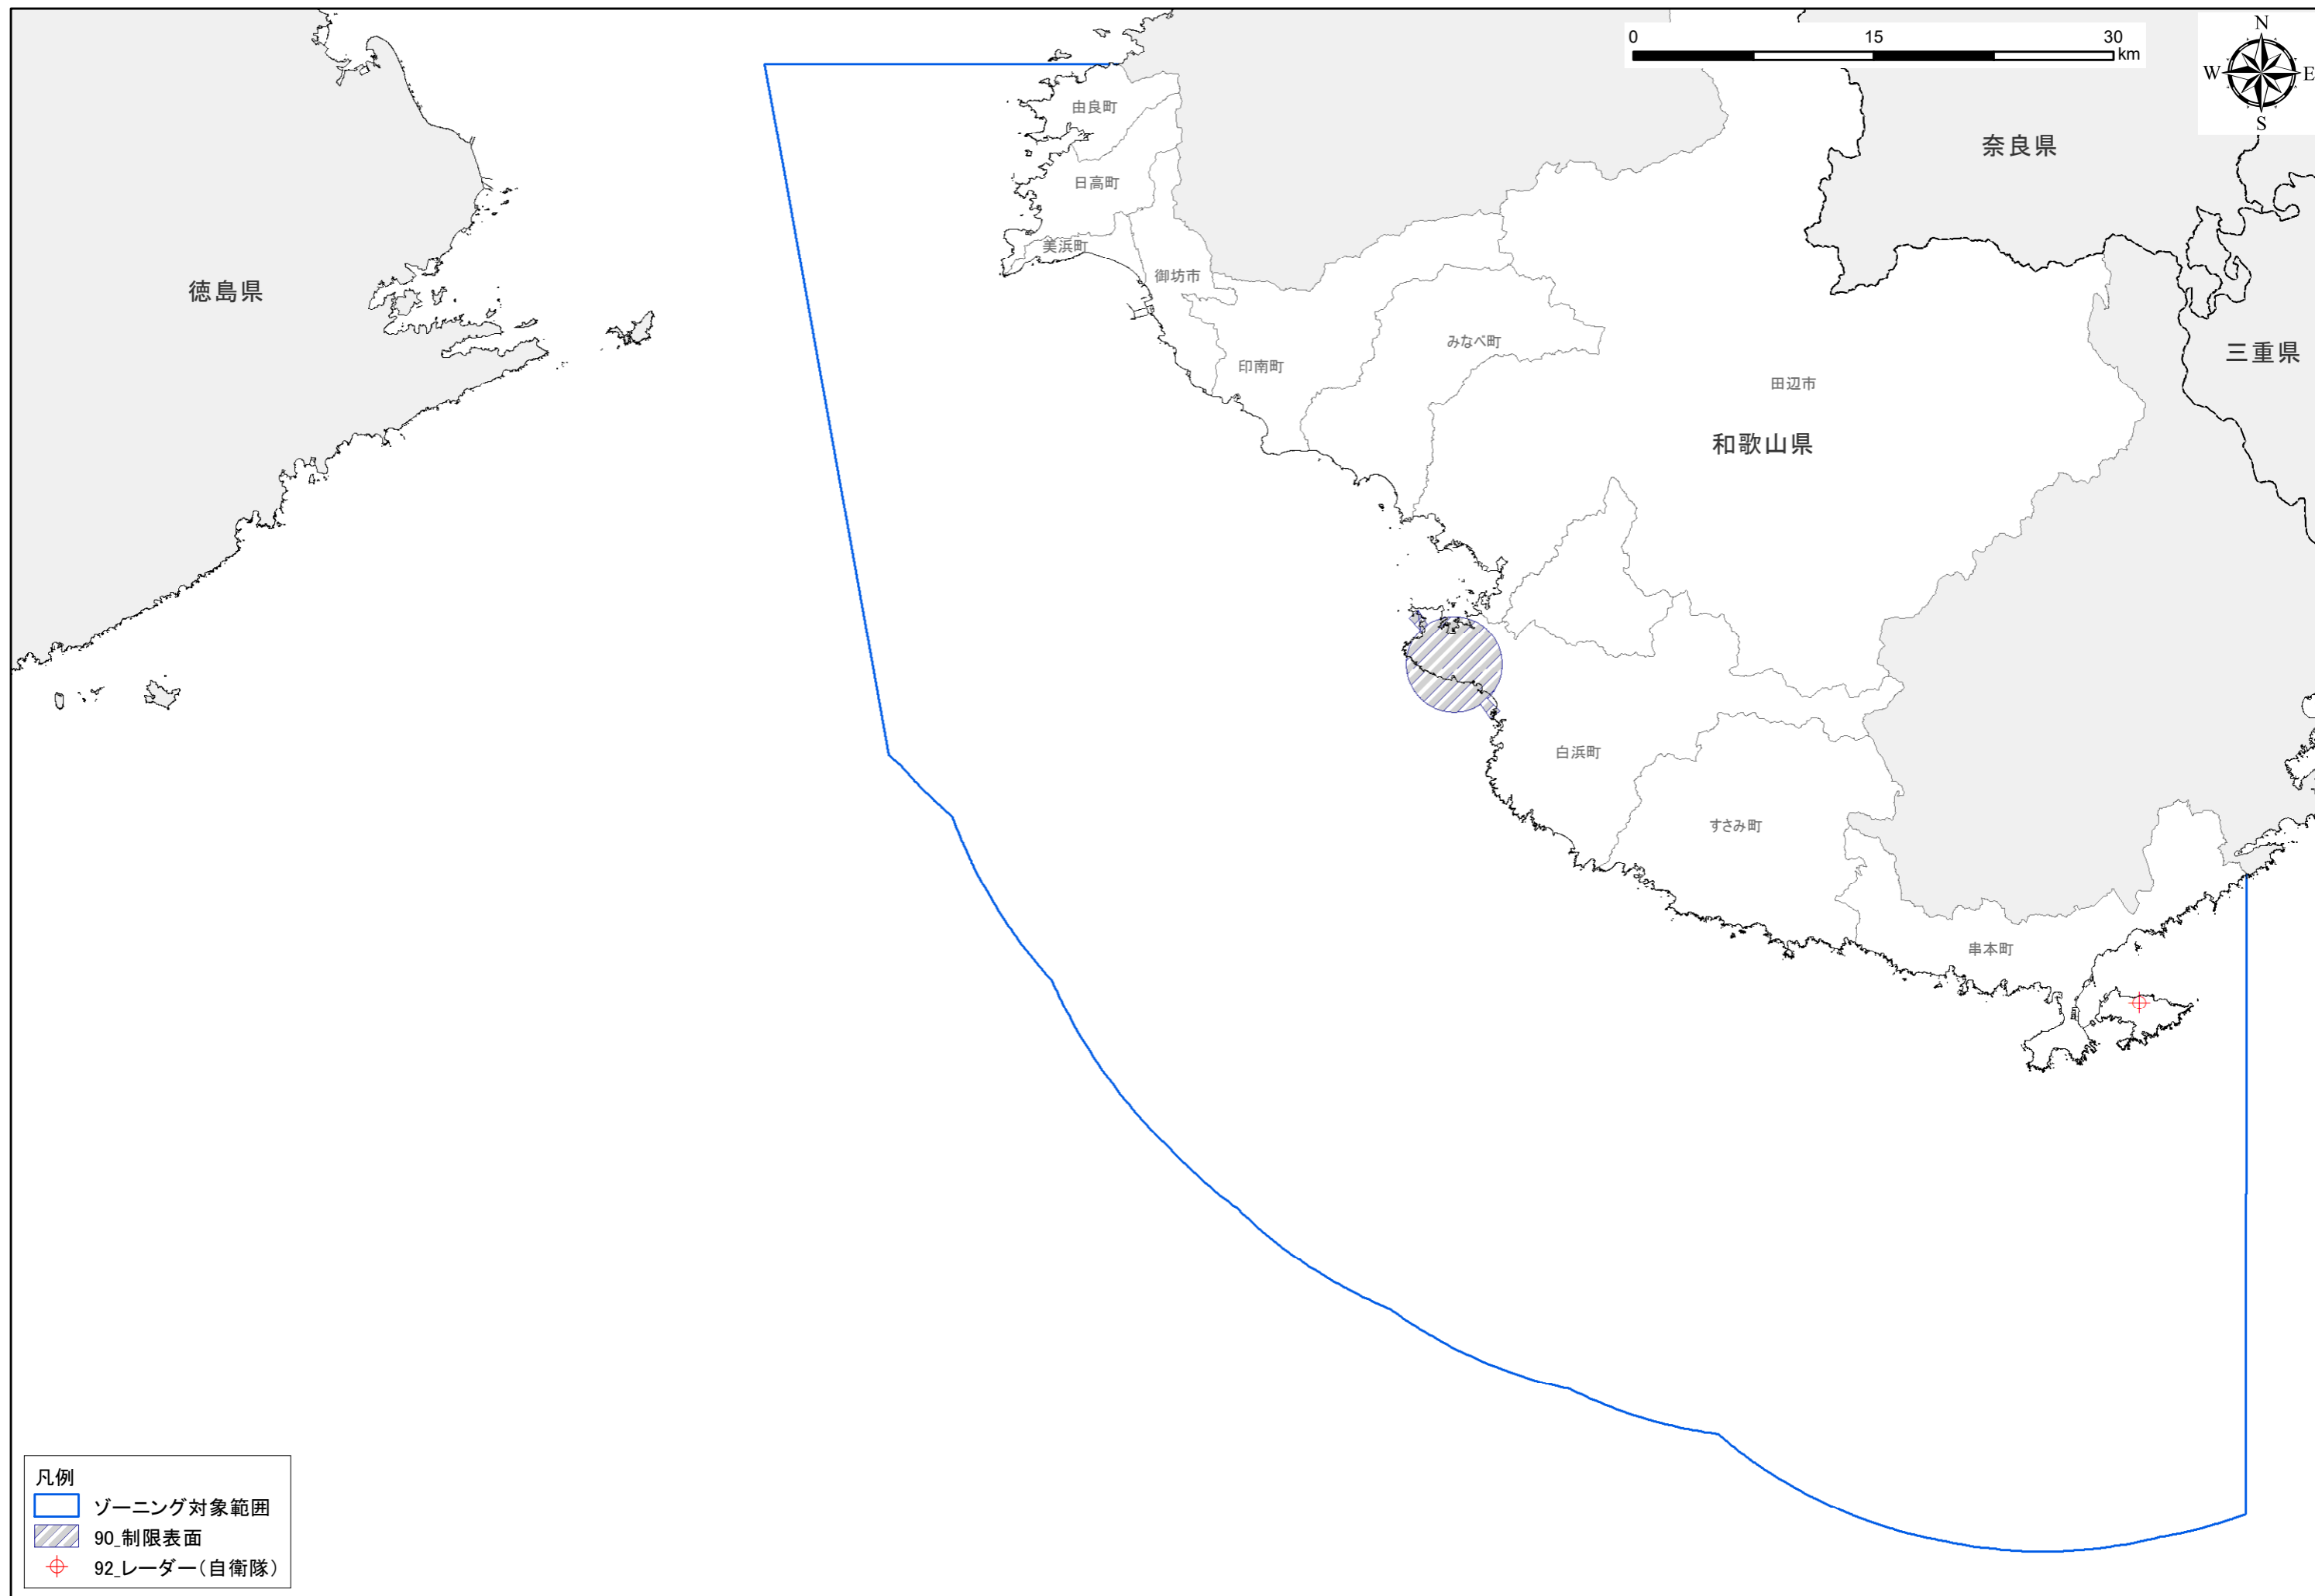 0 15 30
km
N
W E
S
由良町
奈良県
日高町
美浜町
御坊市
徳島県
みなべ町
三重県
印南町
田辺市
和歌山県
白浜町
すさみ町
串本町
凡例
ゾーニング対象範囲
90_制限表面
92_レーダー(自衛隊)